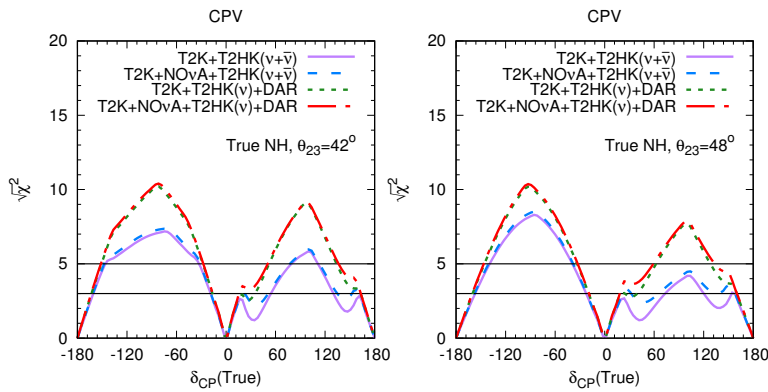 CPV
20
15
10
5
0
-180 -120 -60 0 60 120 180
√χ²
δCP(True)
T2K+T2HK(ν+ν̅)
T2K+NOνA+T2HK(ν+ν̅)
T2K+T2HK(ν)+DAR
T2K+NOνA+T2HK(ν)+DAR
True NH, θ23=42°
CPV
20
15
10
5
0
-180 -120 -60 0 60 120 180
√χ²
δCP(True)
T2K+T2HK(ν+ν̅)
T2K+NOνA+T2HK(ν+ν̅)
T2K+T2HK(ν)+DAR
T2K+NOνA+T2HK(ν)+DAR
True NH, θ23=48°